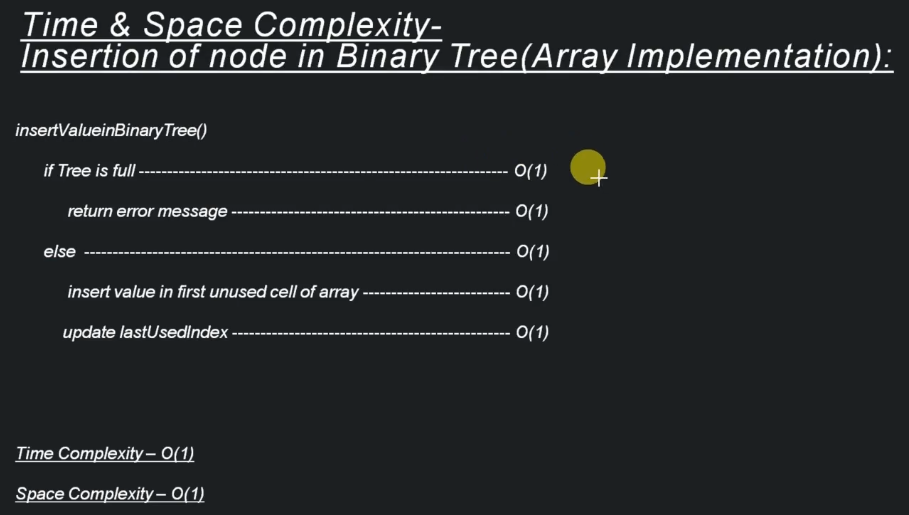 Time & Space Complexity-
Insertion of node in Binary Tree(Array Implementation):
insertValueinBinaryTree()
if Tree is full ----------------------------------------------------------------- O(1)
return error message ------------------------------------------------- O(1)
else --------------------------------------------------------------------------- O(1)
insert value in first unused cell of array -------------------------- O(1)
update lastUsedIndex ------------------------------------------------- O(1)
Time Complexity – O(1)
Space Complexity – O(1)